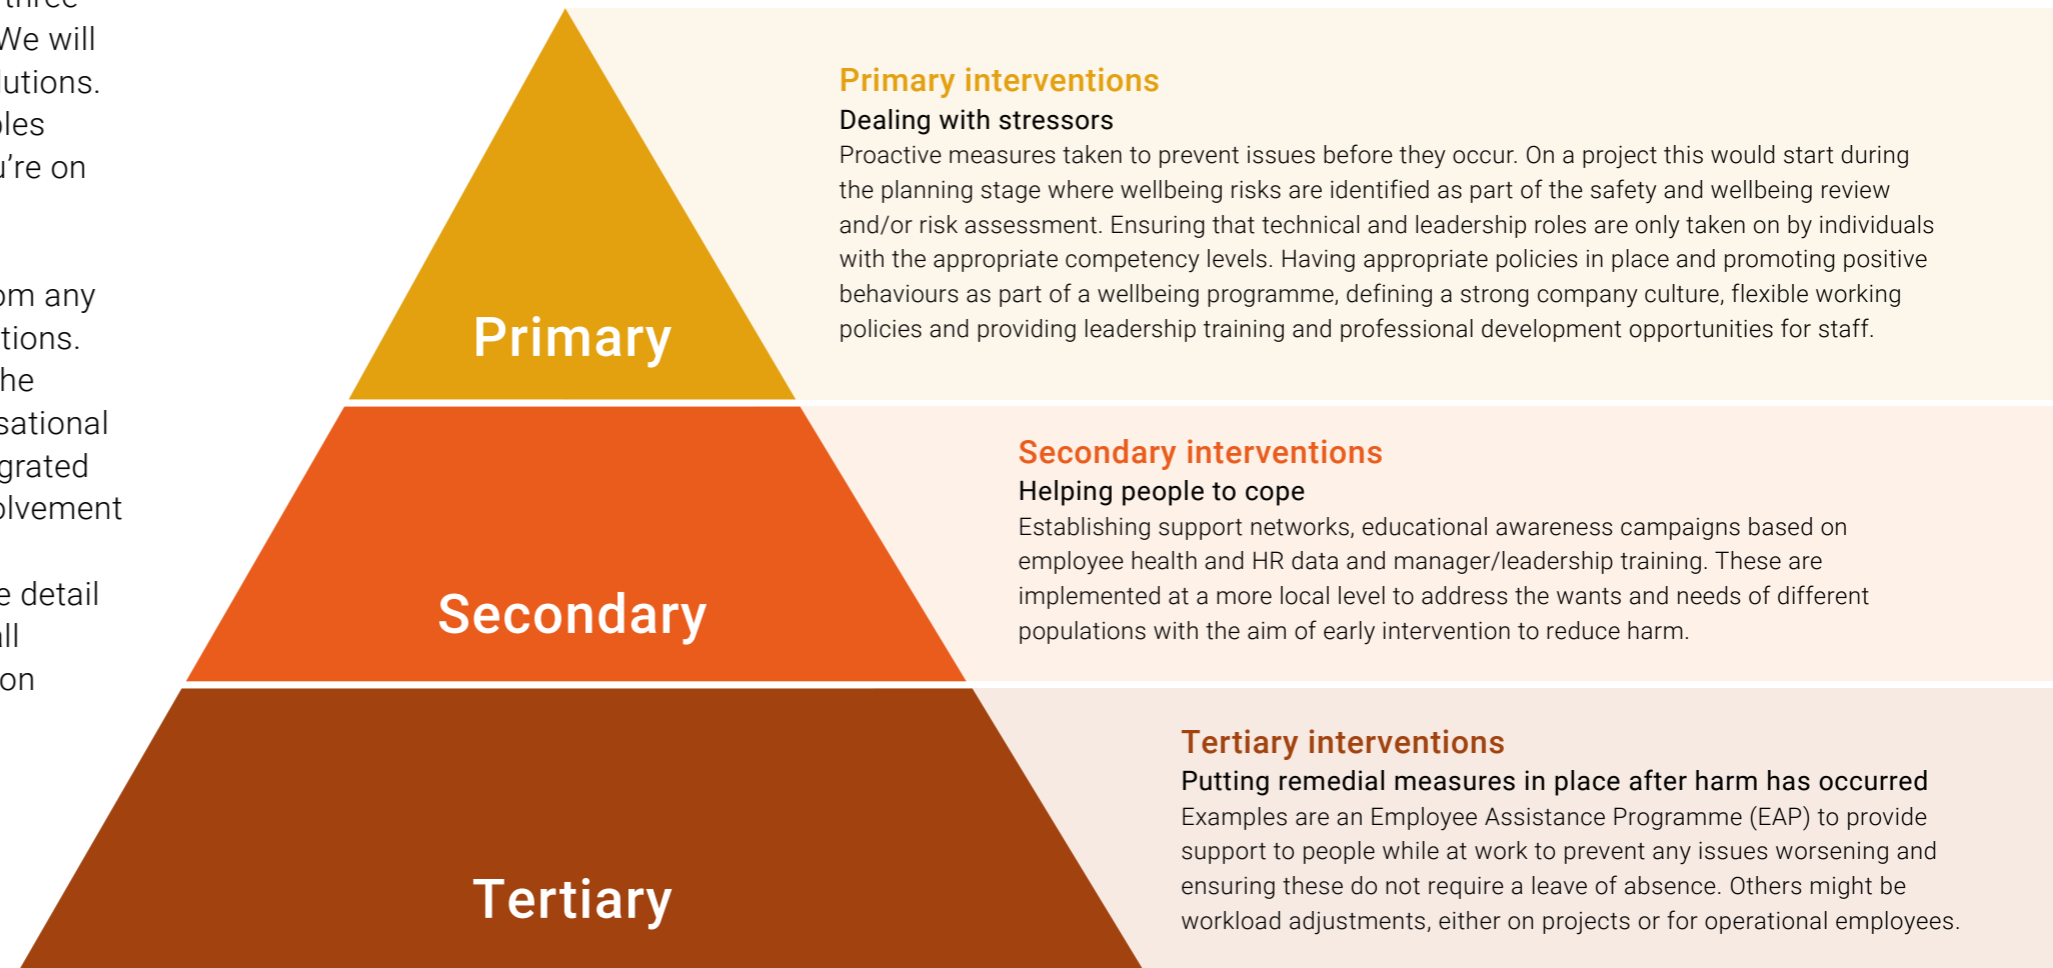 three
We will
lutions.
oles
u're on
om any
tions.
he
sational
grated
olvement
e detail
all
on
Primary
Primary interventions
Dealing with stressors
Proactive measures taken to prevent issues before they occur. On a project this would start during
the planning stage where wellbeing risks are identified as part of the safety and wellbeing review
and/or risk assessment. Ensuring that technical and leadership roles are only taken on by individuals
with the appropriate competency levels. Having appropriate policies in place and promoting positive
behaviours as part of a wellbeing programme, defining a strong company culture, flexible working
policies and providing leadership training and professional development opportunities for staff.
Secondary
Secondary interventions
Helping people to cope
Establishing support networks, educational awareness campaigns based on
employee health and HR data and manager/leadership training. These are
implemented at a more local level to address the wants and needs of different
populations with the aim of early intervention to reduce harm.
Tertiary
Tertiary interventions
Putting remedial measures in place after harm has occurred
Examples are an Employee Assistance Programme (EAP) to provide
support to people while at work to prevent any issues worsening and
ensuring these do not require a leave of absence. Others might be
workload adjustments, either on projects or for operational employees.